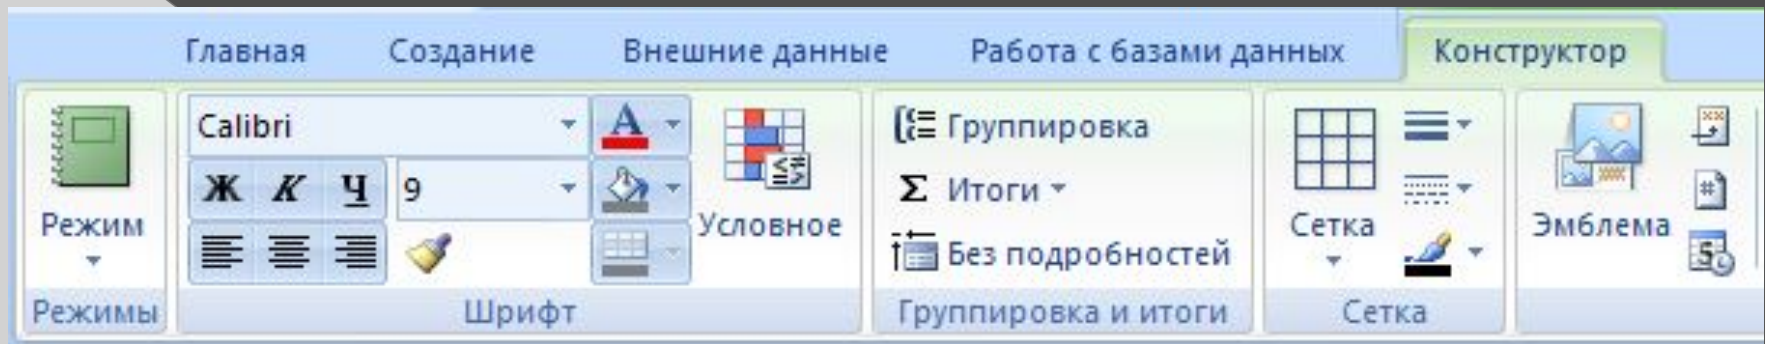 Главная Создание Внешние данные Работа с базами данных Конструктор
Calibri A Группировка
Ж К Ч 9 Σ Итоги
Режим Условное Без подробностей Сетка Эмблема
Режимы Шрифт Группировка и итоги Сетка